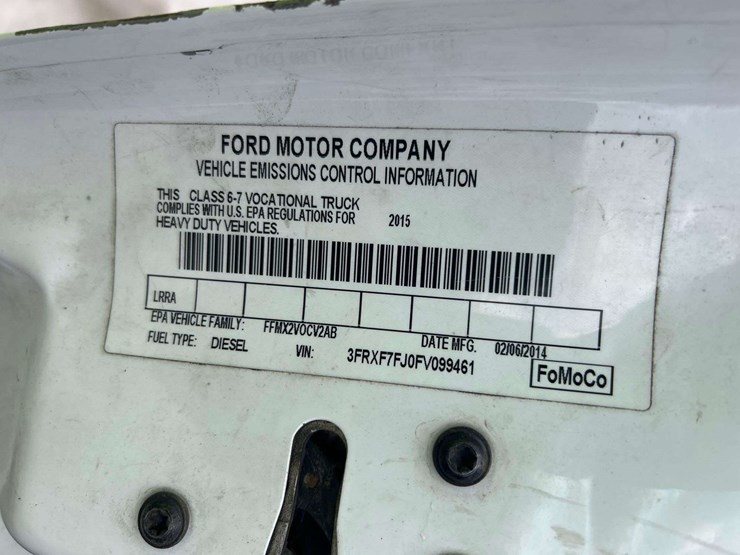 FORD MOTOR COMPANY
VEHICLE EMISSIONS CONTROL INFORMATION
THIS CLASS 6-7 VOCATIONAL TRUCK
COMPLIES WITH U.S. EPA REGULATIONS FOR 2015
HEAVY DUTY VEHICLES.
LRRA
EPA VEHICLE FAMILY: FFMX2VOCV2AB DATE MFG. 02/06/2014
FUEL TYPE: DIESEL VIN: 3FRXF7FJ0FV099461 FoMoCo